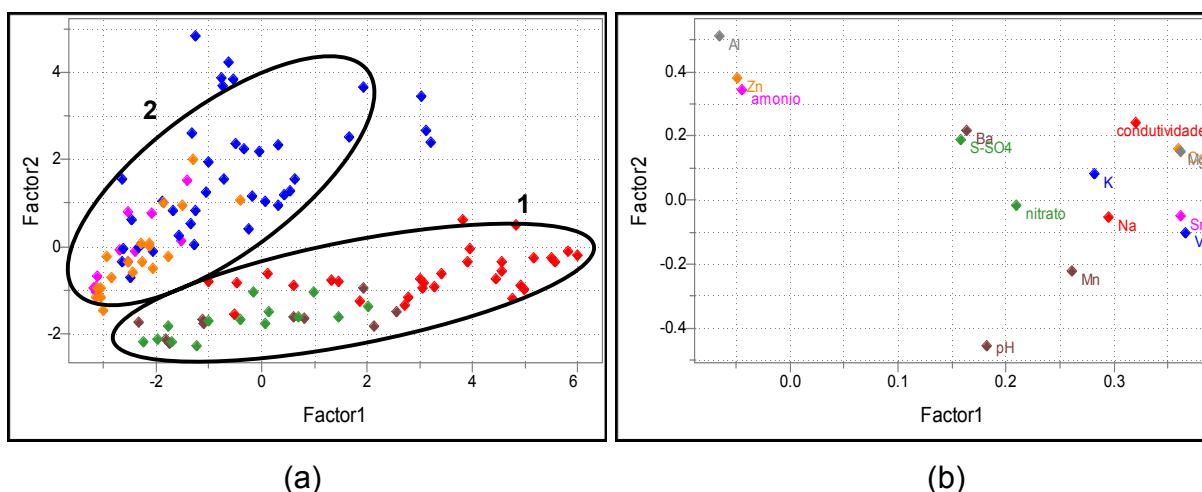 4
2
0
-2
Factor2
2
1
-2
0
2
4
6
Factor1
(a)
0.4
0.2
0.0
-0.2
-0.4
Factor2
Al
Zn
amonio
Ba
S-SO4
condutividade
K
nitrato
Na
Mn
pH
Sr
V
0.0
0.1
0.2
0.3
Factor1
(b)